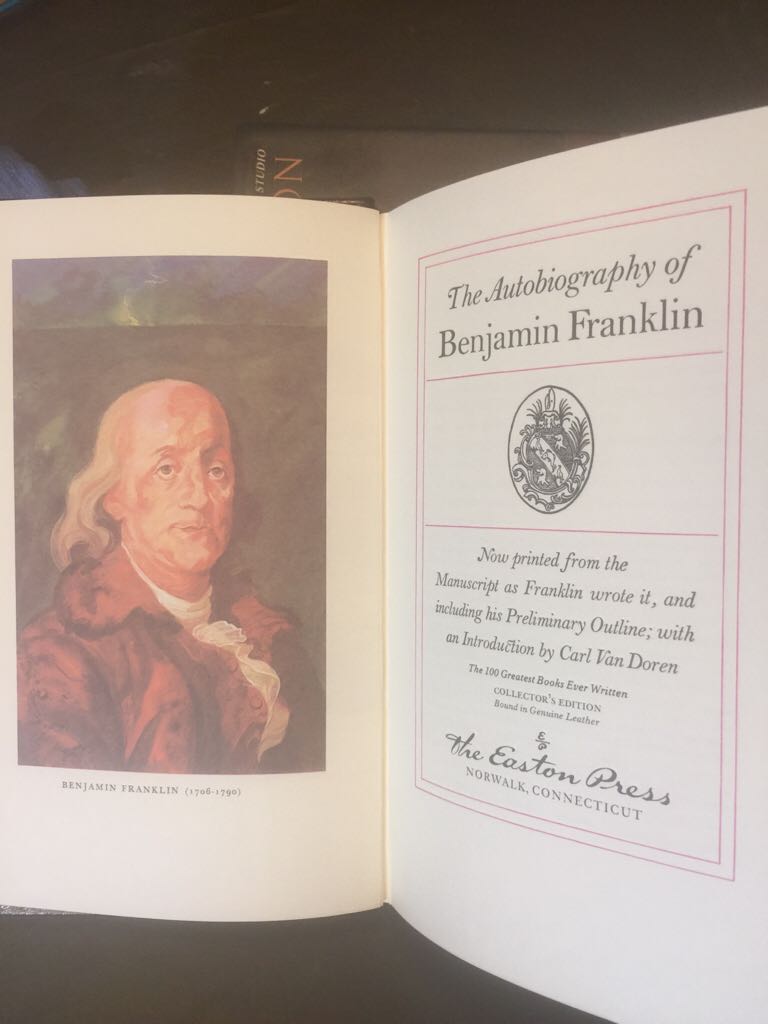 STUDIO
ON
BENJAMIN FRANKLIN (1706-1790)
The Autobiography of
Benjamin Franklin
Now printed from the
Manuscript as Franklin wrote it, and
including his Preliminary Outline; with
an Introduction by Carl Van Doren
The 100 Greatest Books Ever Written
COLLECTOR'S EDITION
Bound in Genuine Leather
The Easton Press
NORWALK, CONNECTICUT